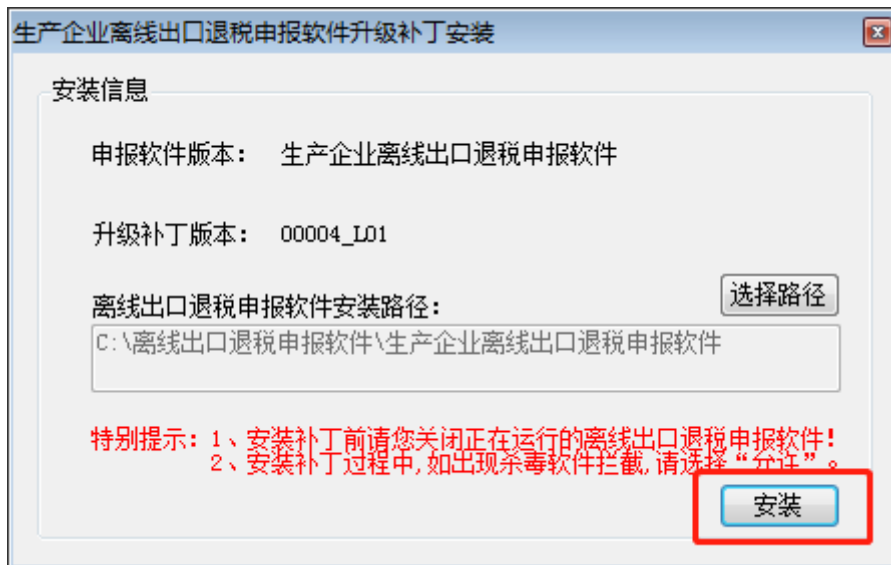 生产企业离线出口退税申报软件升级补丁安装
安装信息
申报软件版本： 生产企业离线出口退税申报软件
升级补丁版本： 00004_L01
选择路径
离线出口退税申报软件安装路径：
C:\离线出口退税申报软件\生产企业离线出口退税申报软件
特别提示：1、安装补丁前请您关闭正在运行的离线出口退税申报软件！
2、安装补丁过程中,如出现杀毒软件拦截,请选择“允许”。
安装